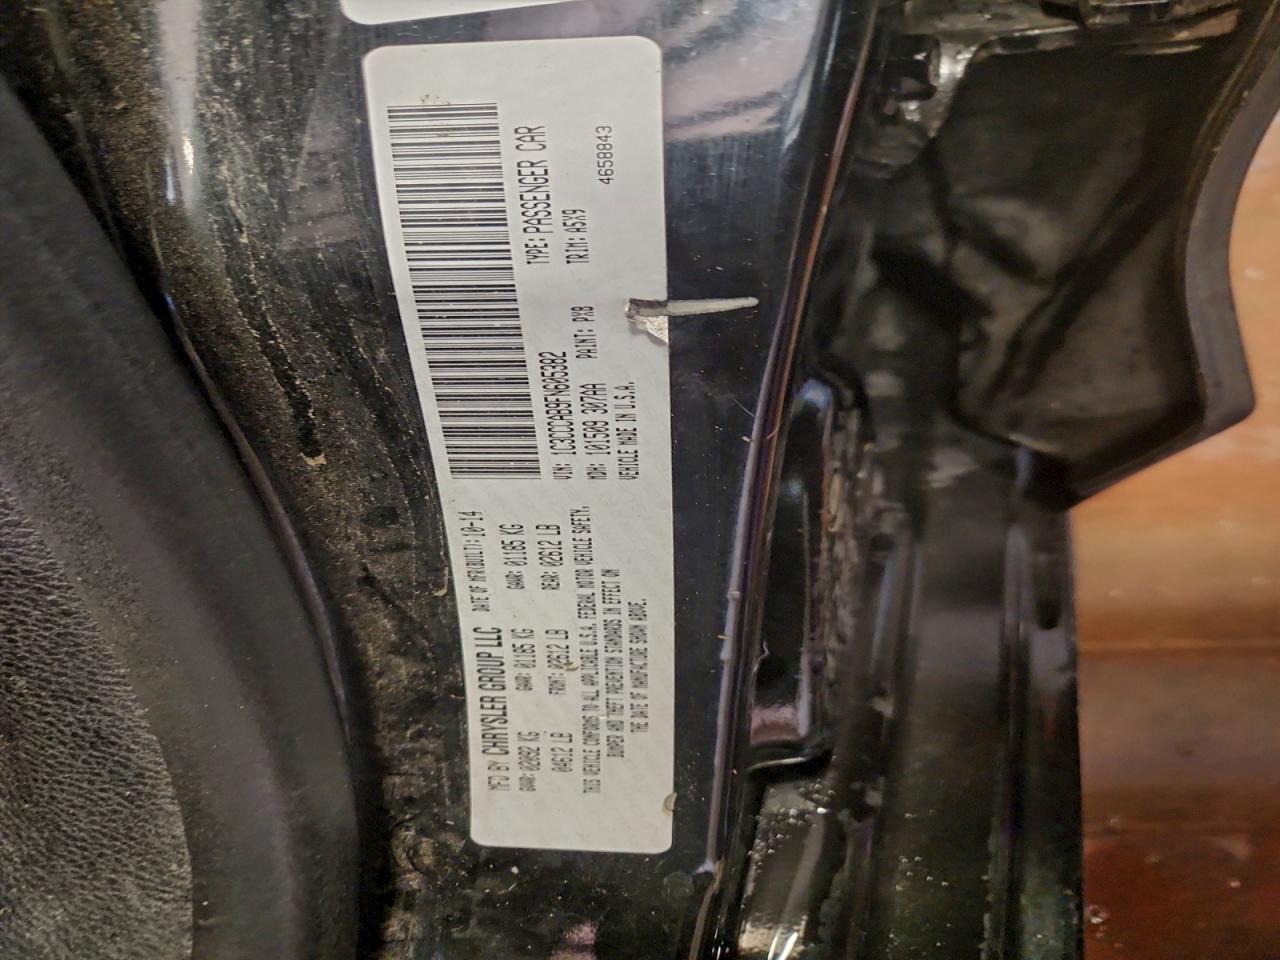 MFD BY CHRYSLER GROUP LLC DATE OF MFR(BUILT): 10-14
GVWR: 02092 KG GAWR: 01185 KG GAWR: 01185 KG
04612 LB FRONT: 02612 LB REAR: 02612 LB
THIS VEHICLE CONFORMS TO ALL APPLICABLE U.S.A. FEDERAL MOTOR VEHICLE SAFETY,
BUMPER AND THEFT PREVENTION STANDARDS IN EFFECT ON
THE DATE OF MANUFACTURE SHOWN ABOVE.
VIN: 1C3CCCAB9FN605382 TYPE: PASSENGER CAR
MDH: 101509 307AA PAINT: PX8 TRIM: A5X9
VEHICLE MADE IN U.S.A. 4658843